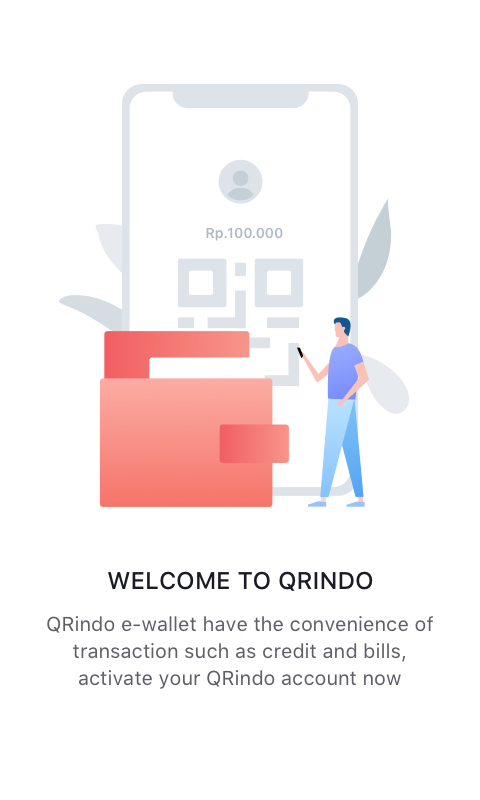 Rp.100.000
WELCOME TO QRINDO
QRindo e-wallet have the convenience of
transaction such as credit and bills,
activate your QRindo account now